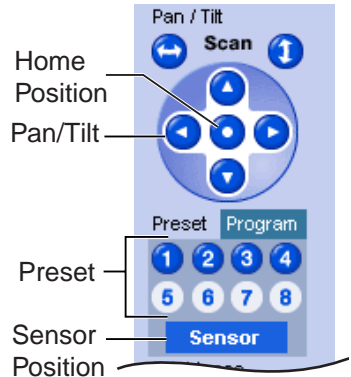 Pan / Tilt
Scan
Home
Position
Pan/Tilt
Preset Program
1 2 3 4
Preset
5 6 7 8
Sensor
Sensor
Position